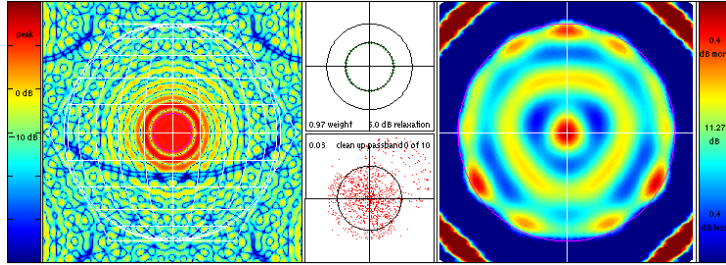 peak
0 dB
-10 dB
0.97 weight
5.0 dB relaxation
0.03
clean up passband 0 of 10
0.4
dB mor
11.27
dB
0.4